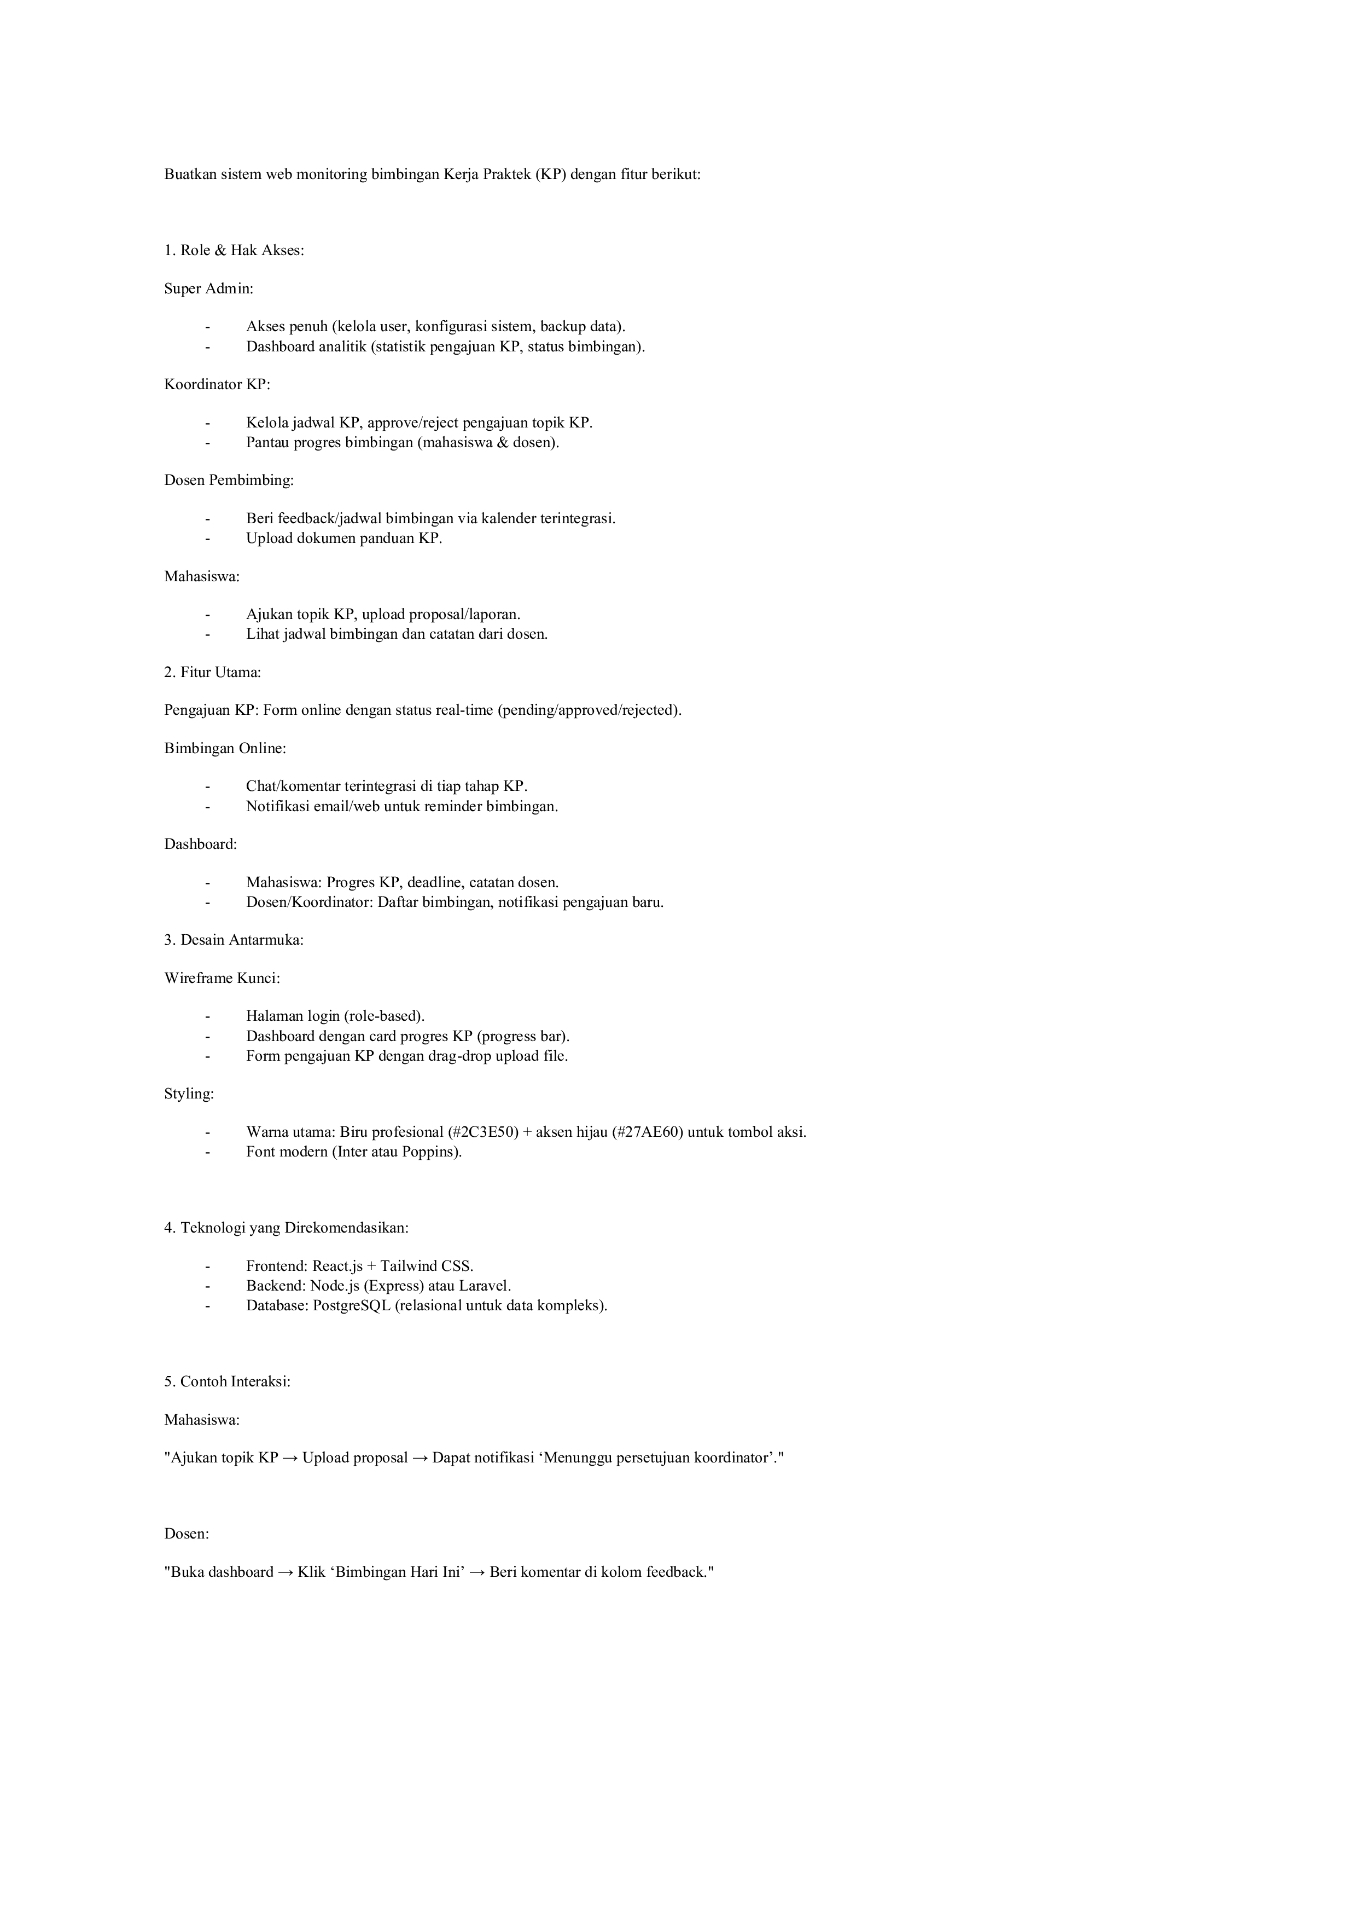 Buatkan sistem web monitoring bimbingan Kerja Praktek (KP) dengan fitur berikut:
1. Role & Hak Akses:
Super Admin:
- Akses penuh (kelola user, konfigurasi sistem, backup data).
- Dashboard analitik (statistik pengajuan KP, status bimbingan).
Koordinator KP:
- Kelola jadwal KP, approve/reject pengajuan topik KP.
- Pantau progres bimbingan (mahasiswa & dosen).
Dosen Pembimbing:
- Beri feedback/jadwal bimbingan via kalender terintegrasi.
- Upload dokumen panduan KP.
Mahasiswa:
- Ajukan topik KP, upload proposal/laporan.
- Lihat jadwal bimbingan dan catatan dari dosen.
2. Fitur Utama:
Pengajuan KP: Form online dengan status real-time (pending/approved/rejected).
Bimbingan Online:
- Chat/komentar terintegrasi di tiap tahap KP.
- Notifikasi email/web untuk reminder bimbingan.
Dashboard:
- Mahasiswa: Progres KP, deadline, catatan dosen.
- Dosen/Koordinator: Daftar bimbingan, notifikasi pengajuan baru.
3. Desain Antarmuka:
Wireframe Kunci:
- Halaman login (role-based).
- Dashboard dengan card progres KP (progress bar).
- Form pengajuan KP dengan drag-drop upload file.
Styling:
- Warna utama: Biru profesional (#2C3E50) + aksen hijau (#27AE60) untuk tombol aksi.
- Font modern (Inter atau Poppins).
4. Teknologi yang Direkomendasikan:
- Frontend: React.js + Tailwind CSS.
- Backend: Node.js (Express) atau Laravel.
- Database: PostgreSQL (relasional untuk data kompleks).
5. Contoh Interaksi:
Mahasiswa:
"Ajukan topik KP → Upload proposal → Dapat notifikasi ‘Menunggu persetujuan koordinator’."
Dosen:
"Buka dashboard → Klik ‘Bimbingan Hari Ini’ → Beri komentar di kolom feedback."